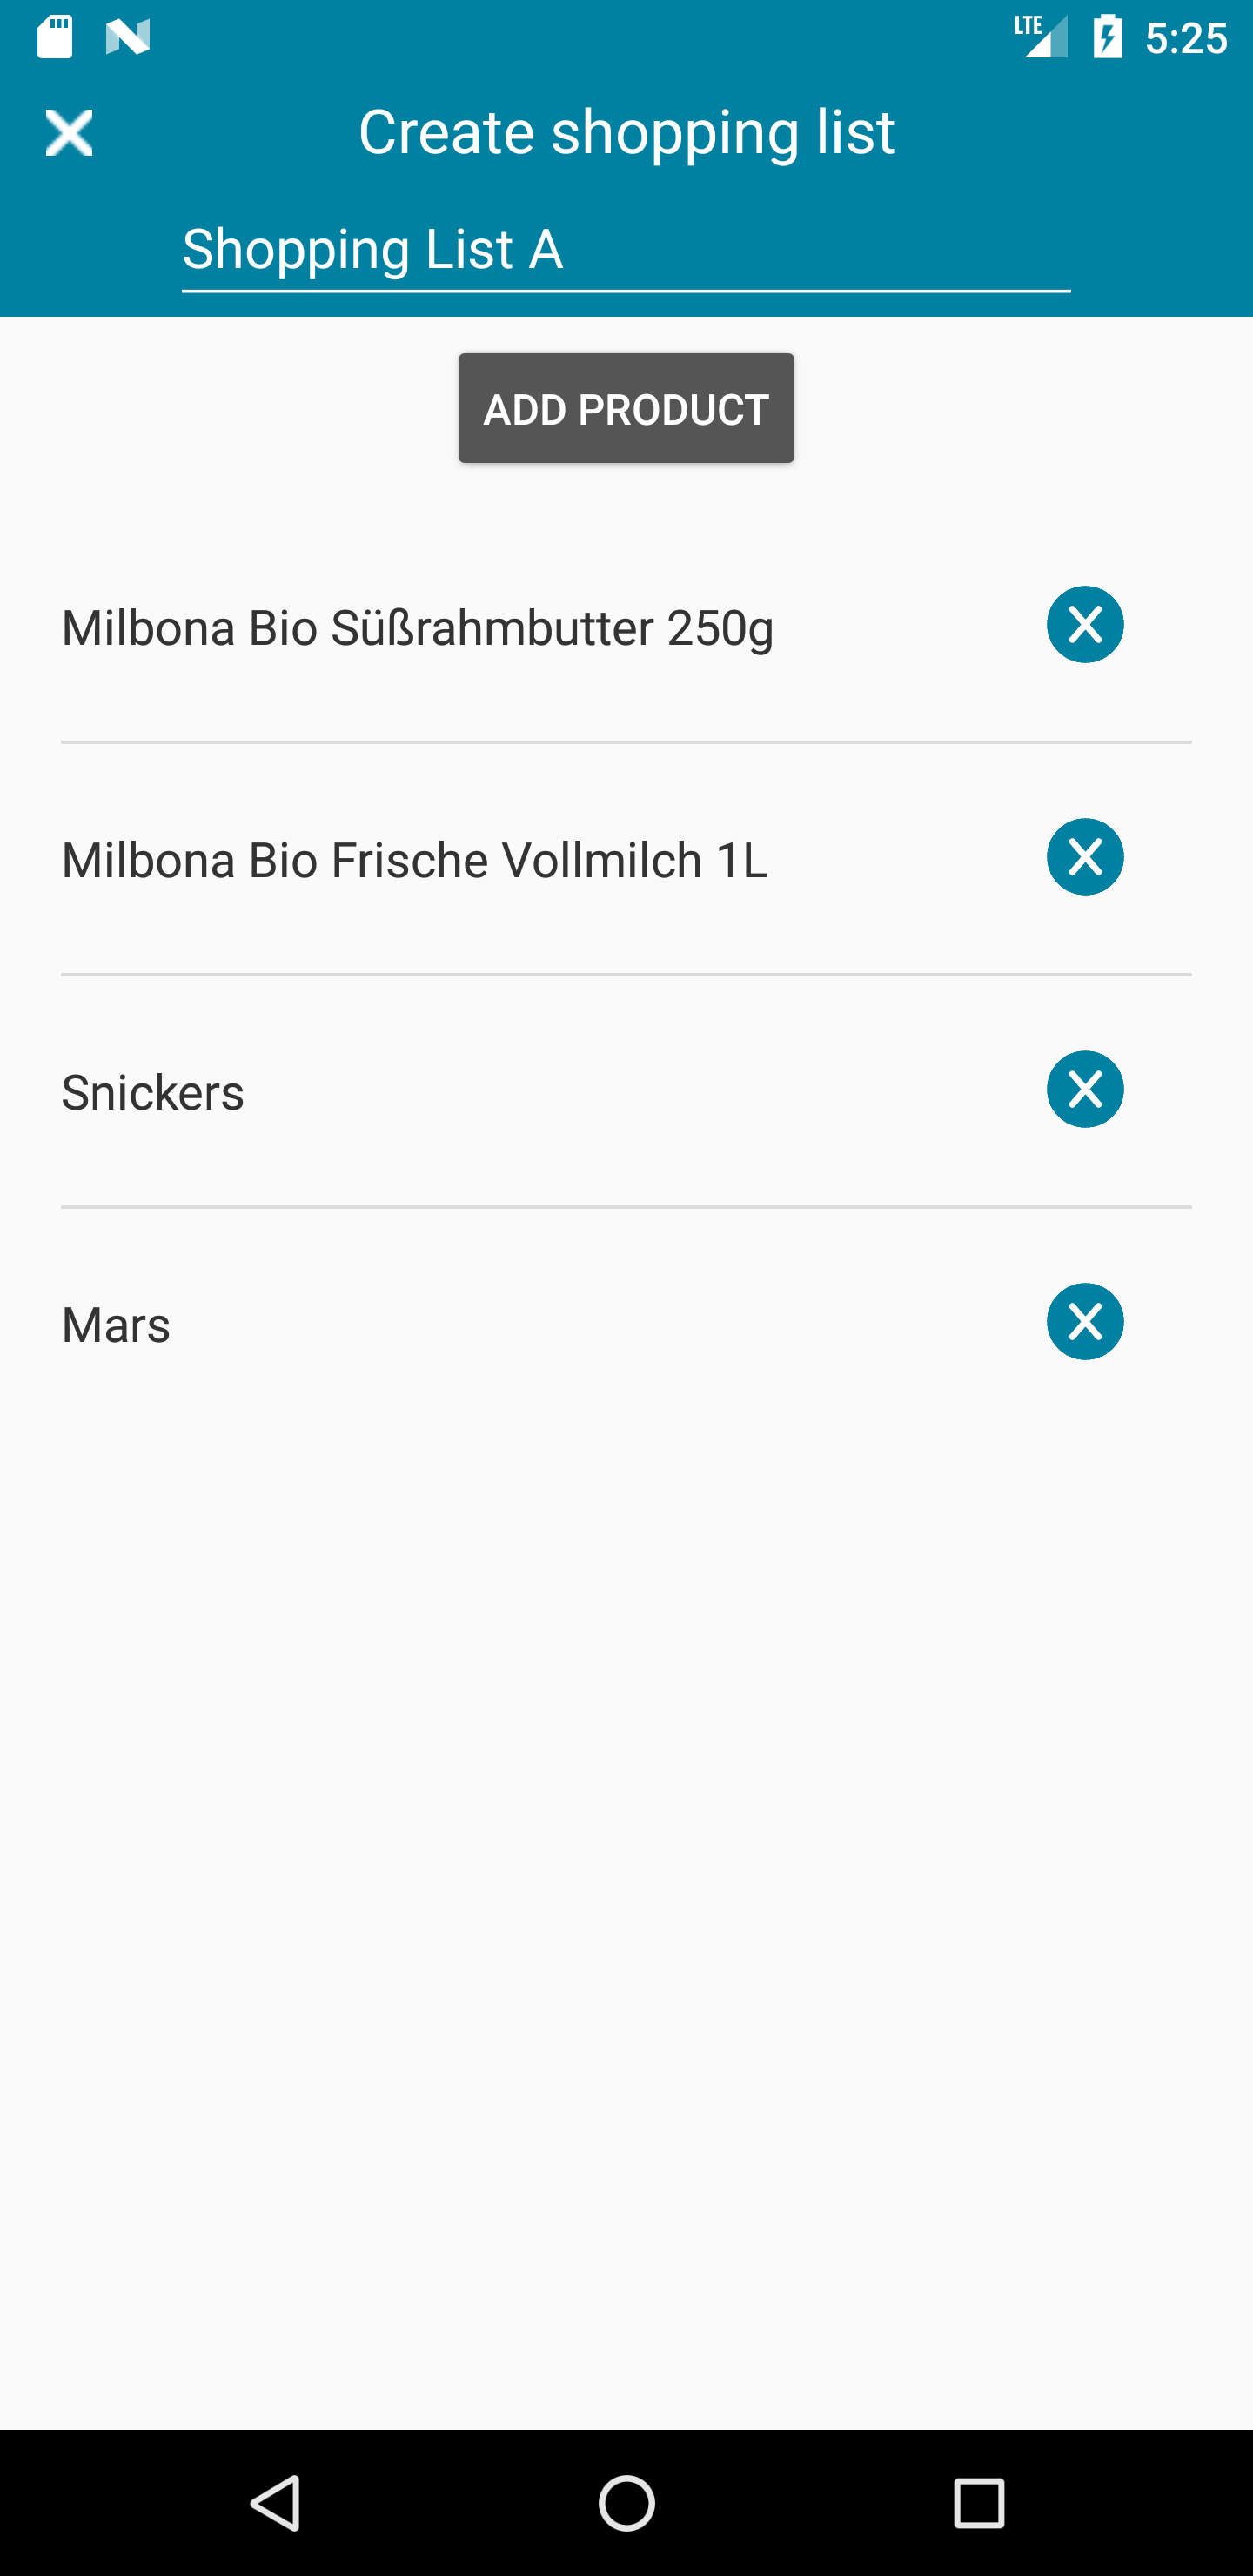 LTE 5:25
Create shopping list
Shopping List A
ADD PRODUCT
Milbona Bio Süßrahmbutter 250g
Milbona Bio Frische Vollmilch 1L
Snickers
Mars